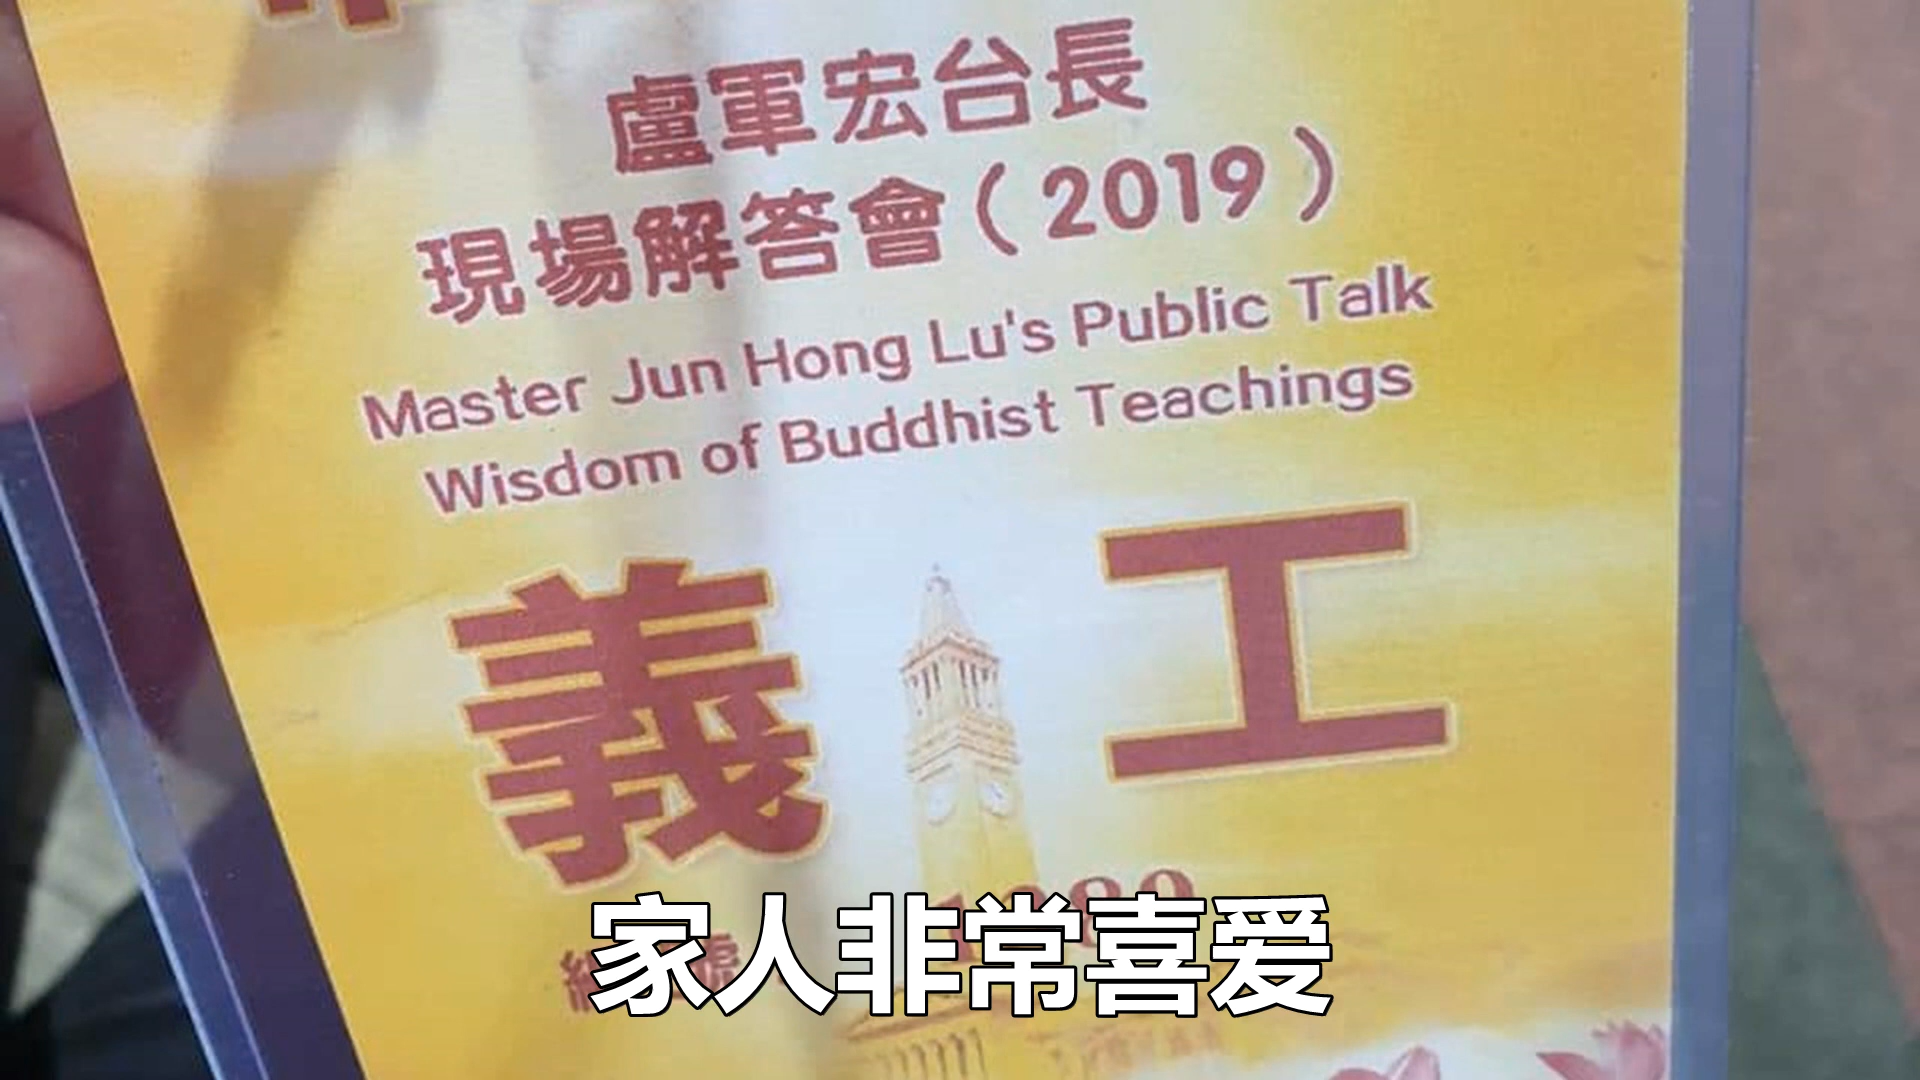 盧軍宏台長
現場解答會（2019）
Master Jun Hong Lu's Public Talk
Wisdom of Buddhist Teachings
義工
家人非常喜爱